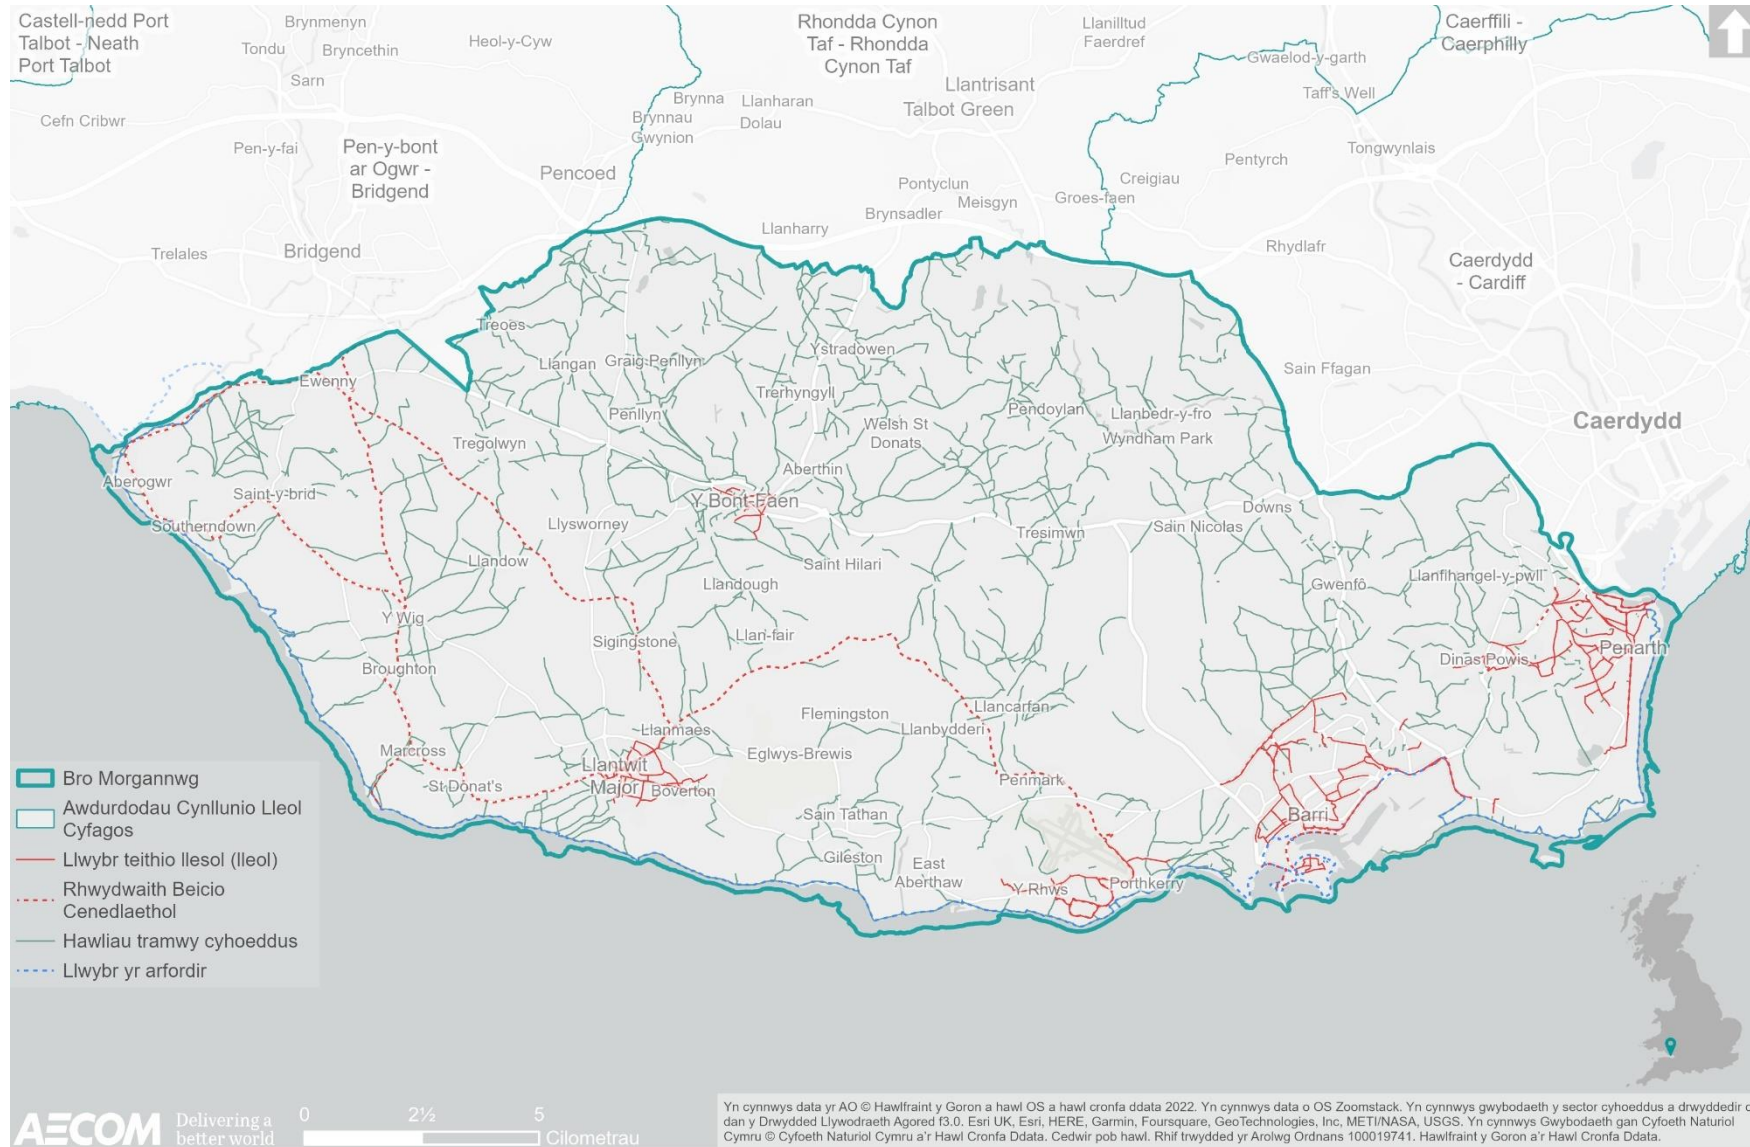 Castell-nedd Port
Talbot - Neath
Port Talbot
Brynmenyn
Tondu
Bryncethin
Heol-y-Cyw
Sarn
Cefn Cribwr
Pen-y-fai
Pen-y-bont
ar Ogwr -
Bridgend
Pencoed
Trelales
Bridgend
Rhondda Cynon
Taf - Rhondda
Cynon Taf
Llanilltud
Faerdref
Caerffili -
Caerphilly
Gwaelod-y-garth
Taff's Well
Brynna
Llanharan
Brynnau
Gwynion
Dolau
Llantrisant
Talbot Green
Tongwynlais
Pentyrch
Creigiau
Groes-faen
Pontyclun
Meisgyn
Brynsadler
Llanharry
Rhydlafr
Caerdydd
- Cardiff
Sain Ffagan
Caerdydd
Treoes
Llangan
Graig Penllyn
Ystradowen
Ewenny
Trerhyngyll
Penllyn
Pendoylan
Llanbedr-y-fro
Welsh St
Donats
Wyndham Park
Tregolwyn
Aberthin
Aberogwr
Saint-y-brid
Y Bont-Faen
Southerndown
Llysworney
Downs
Sain Nicolas
Tresimwn
Llandow
Saint Hilari
Llandough
Gwenfô
Llanfihangel-y-pwll
Y Wig
Llan-fair
Sigingstone
Penarth
Dinas Powis
Broughton
Llancarfan
Flemingston
Llanbydderi
Llanmaes
Marcross
Eglwys-Brewis
Llantwit
Major
St Donat's
Boverton
Penmark
Sain Tathan
Barri
Gileston
East
Aberthaw
Y Rhws
Porthkerry
Bro Morgannwg
Awdurdodau Cynllunio Lleol
Cyfagos
Llwybr teithio llesol (lleol)
Rhwydwaith Beicio
Cenedlaethol
Hawliau tramwy cyhoeddus
Llwybr yr arfordir
AECOM
Delivering a
better world
0
2½
5
Cilometrau
Yn cynnwys data yr AO © Hawlfraint y Goron a hawl OS a hawl cronfa ddata 2022. Yn cynnwys data o OS Zoomstack. Yn cynnwys gwybodaeth y sector cyhoeddus a drwyddedir o
dan y Drwydded Llywodraeth Agored f3.0. Esri UK, Esri, HERE, Garmin, Foursquare, GeoTechnologies, Inc, METI/NASA, USGS. Yn cynnwys Gwybodaeth gan Cyfoeth Naturiol
Cymru © Cyfoeth Naturiol Cymru a'r Hawl Cronfa Ddata. Cedwir pob hawl. Rhif trwydded yr Arolwg Ordnans 100019741. Hawlfraint y Goron a'r Hawl Cronfa Ddata.